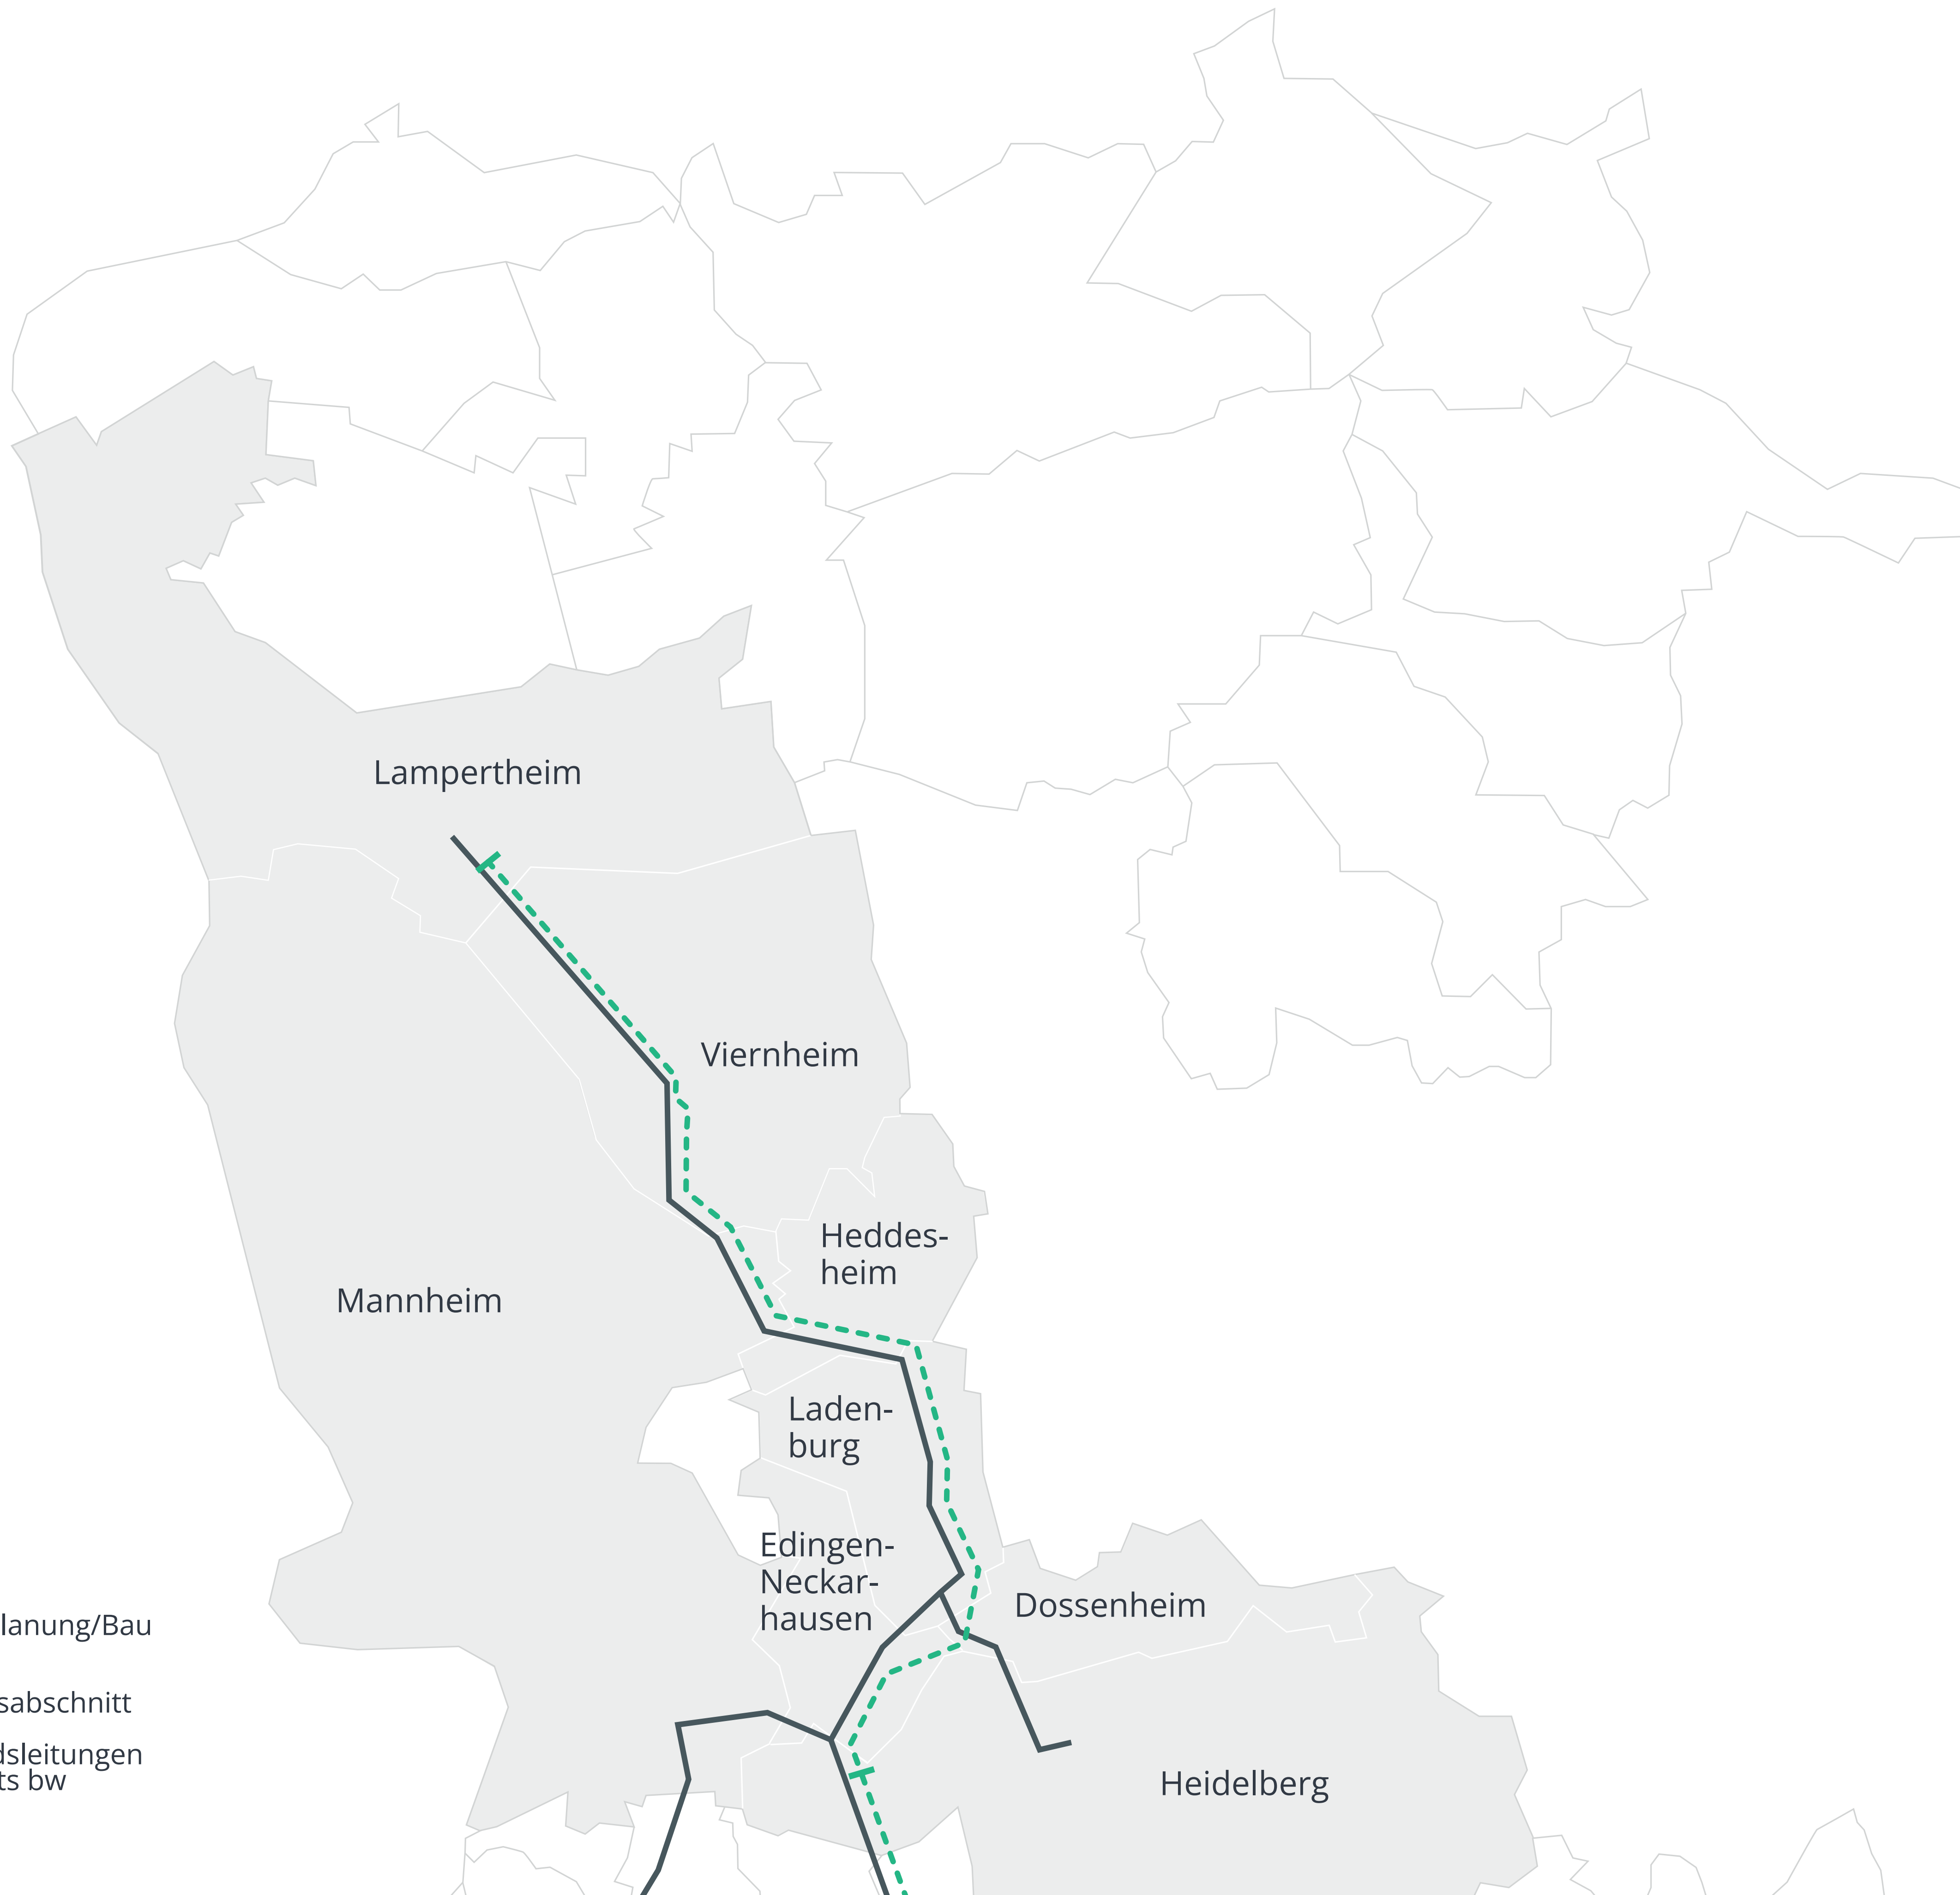 Lampertheim
Viernheim
Heddes-
heim
Mannheim
Laden-
burg
Edingen-
Neckar-
hausen
Dossenheim
Heidelberg
lanung/Bau
sabschnitt
dsleitungen
ts bw